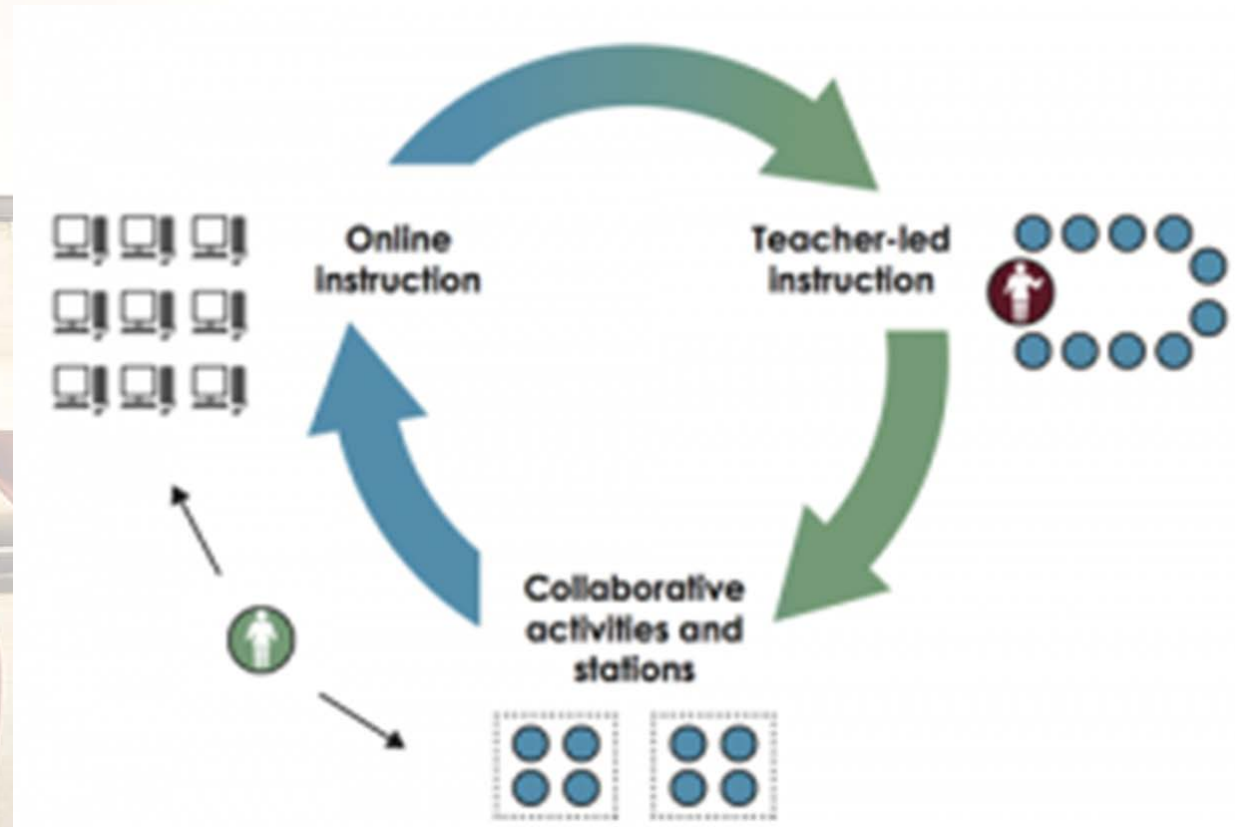 Online
instruction
Teacher-led
instruction
Collaborative
activities and
stations